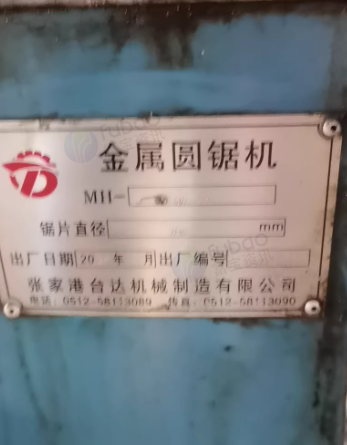 金属圆锯机
MH-
锯片直径 mm
出厂日期 20 年 月 出厂编号
张家港台达机械制造有限公司
电话: 0512-58113089 传真: 0512-58113090